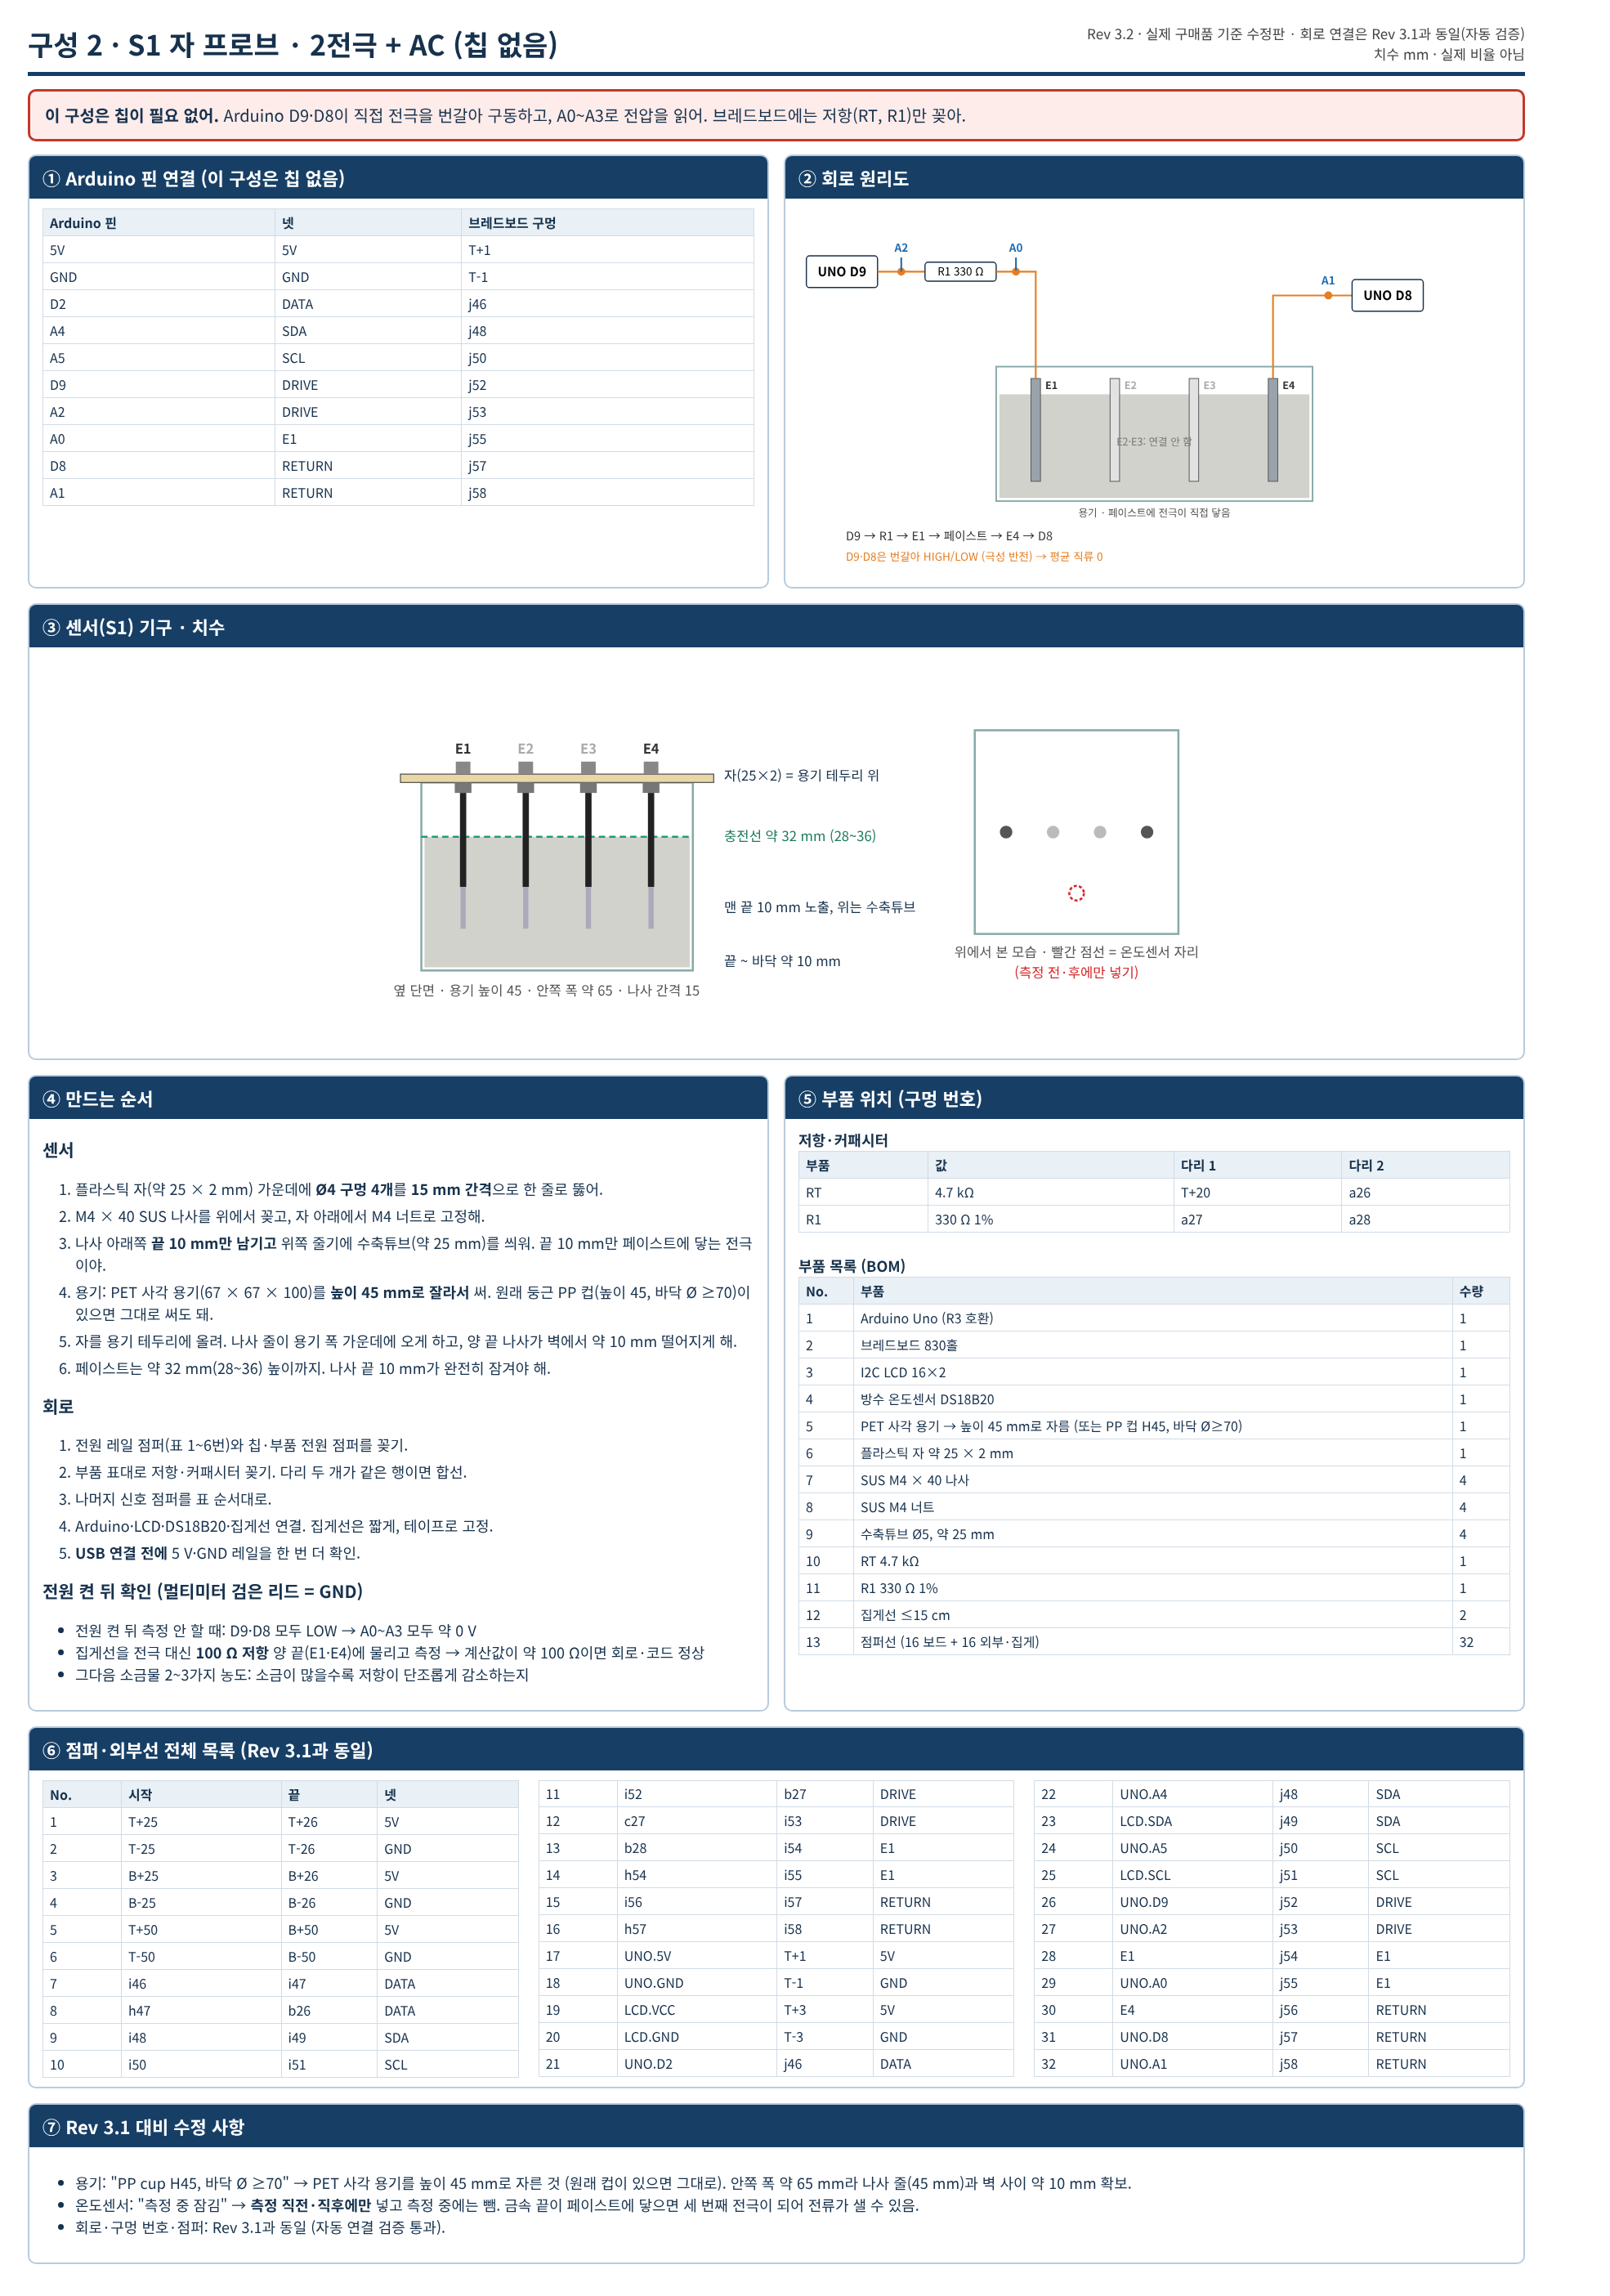 구성 2 · S1 자 프로브 · 2전극 + AC (칩 없음)
Rev 3.2 · 실제 구매품 기준 수정판 · 회로 연결은 Rev 3.1과 동일(자동 검증)
치수 mm · 실제 비율 아님
이 구성은 칩이 필요 없어. Arduino D9·D8이 직접 전극을 번갈아 구동하고, A0~A3로 전압을 읽어. 브레드보드에는 저항(RT, R1)만 꽂아.
① Arduino 핀 연결 (이 구성은 칩 없음)
Arduino 핀 넷 브레드보드 구멍
5V 5V T+1
GND GND T-1
D2 DATA j46
A4 SDA j48
A5 SCL j50
D9 DRIVE j52
A2 DRIVE j53
A0 E1 j55
D8 RETURN j57
A1 RETURN j58
② 회로 원리도
A2 A0
UNO D9 R1 330 Ω
A1
UNO D8
E1 E2 E3 E4
E2·E3: 연결 안 함
용기 · 페이스트에 전극이 직접 닿음
D9 → R1 → E1 → 페이스트 → E4 → D8
D9·D8은 번갈아 HIGH/LOW (극성 반전) → 평균 직류 0
③ 센서(S1) 기구 · 치수
E1 E2 E3 E4
자(25×2) = 용기 테두리 위
충전선 약 32 mm (28~36)
맨 끝 10 mm 노출, 위는 수축튜브
끝 ~ 바닥 약 10 mm
옆 단면 · 용기 높이 45 · 안쪽 폭 약 65 · 나사 간격 15
위에서 본 모습 · 빨간 점선 = 온도센서 자리
(측정 전·후에만 넣기)
④ 만드는 순서
센서
1. 플라스틱 자(약 25 × 2 mm) 가운데에 Ø4 구멍 4개를 15 mm 간격으로 한 줄로 뚫어.
2. M4 × 40 SUS 나사를 위에서 꽂고, 자 아래에서 M4 너트로 고정해.
3. 나사 아래쪽 끝 10 mm만 남기고 위쪽 줄기에 수축튜브(약 25 mm)를 씌워. 끝 10 mm만 페이스트에 닿는 전극
이야.
4. 용기: PET 사각 용기(67 × 67 × 100)를 높이 45 mm로 잘라서 써. 원래 둥근 PP 컵(높이 45, 바닥 Ø ≥70)이
있으면 그대로 써도 돼.
5. 자를 용기 테두리에 올려. 나사 줄이 용기 폭 가운데에 오게 하고, 양 끝 나사가 벽에서 약 10 mm 떨어지게 해.
6. 페이스트는 약 32 mm(28~36) 높이까지. 나사 끝 10 mm가 완전히 잠겨야 해.
회로
1. 전원 레일 점퍼(표 1~6번)와 칩·부품 전원 점퍼를 꽂기.
2. 부품 표대로 저항·커패시터 꽂기. 다리 두 개가 같은 행이면 합선.
3. 나머지 신호 점퍼를 표 순서대로.
4. Arduino·LCD·DS18B20·집게선 연결. 집게선은 짧게, 테이프로 고정.
5. USB 연결 전에 5 V·GND 레일을 한 번 더 확인.
전원 켠 뒤 확인 (멀티미터 검은 리드 = GND)
• 전원 켠 뒤 측정 안 할 때: D9·D8 모두 LOW → A0~A3 모두 약 0 V
• 집게선을 전극 대신 100 Ω 저항 양 끝(E1·E4)에 물리고 측정 → 계산값이 약 100 Ω이면 회로·코드 정상
• 그다음 소금물 2~3가지 농도: 소금이 많을수록 저항이 단조롭게 감소하는지
⑤ 부품 위치 (구멍 번호)
저항·커패시터
부품 값 다리 1 다리 2
RT 4.7 kΩ T+20 a26
R1 330 Ω 1% a27 a28
부품 목록 (BOM)
No. 부품 수량
1 Arduino Uno (R3 호환) 1
2 브레드보드 830홀 1
3 I2C LCD 16×2 1
4 방수 온도센서 DS18B20 1
5 PET 사각 용기 → 높이 45 mm로 자름 (또는 PP 컵 H45, 바닥 Ø≥70) 1
6 플라스틱 자 약 25 × 2 mm 1
7 SUS M4 × 40 나사 4
8 SUS M4 너트 4
9 수축튜브 Ø5, 약 25 mm 4
10 RT 4.7 kΩ 1
11 R1 330 Ω 1% 1
12 집게선 ≤15 cm 2
13 점퍼선 (16 보드 + 16 외부·집게) 32
⑥ 점퍼·외부선 전체 목록 (Rev 3.1과 동일)
No. 시작 끝 넷
1 T+25 T+26 5V
2 T-25 T-26 GND
3 B+25 B+26 5V
4 B-25 B-26 GND
5 T+50 B+50 5V
6 T-50 B-50 GND
7 i46 i47 DATA
8 h47 b26 DATA
9 i48 i49 SDA
10 i50 i51 SCL
11 i52 b27 DRIVE
12 c27 i53 DRIVE
13 b28 i54 E1
14 h54 i55 E1
15 i56 i57 RETURN
16 h57 i58 RETURN
17 UNO.5V T+1 5V
18 UNO.GND T-1 GND
19 LCD.VCC T+3 5V
20 LCD.GND T-3 GND
21 UNO.D2 j46 DATA
22 UNO.A4 j48 SDA
23 LCD.SDA j49 SDA
24 UNO.A5 j50 SCL
25 LCD.SCL j51 SCL
26 UNO.D9 j52 DRIVE
27 UNO.A2 j53 DRIVE
28 E1 j54 E1
29 UNO.A0 j55 E1
30 E4 j56 RETURN
31 UNO.D8 j57 RETURN
32 UNO.A1 j58 RETURN
⑦ Rev 3.1 대비 수정 사항
• 용기: "PP cup H45, 바닥 Ø ≥70" → PET 사각 용기를 높이 45 mm로 자른 것 (원래 컵이 있으면 그대로). 안쪽 폭 약 65 mm라 나사 줄(45 mm)과 벽 사이 약 10 mm 확보.
• 온도센서: "측정 중 잠김" → 측정 직전·직후에만 넣고 측정 중에는 뺌. 금속 끝이 페이스트에 닿으면 세 번째 전극이 되어 전류가 샐 수 있음.
• 회로·구멍 번호·점퍼: Rev 3.1과 동일 (자동 연결 검증 통과).